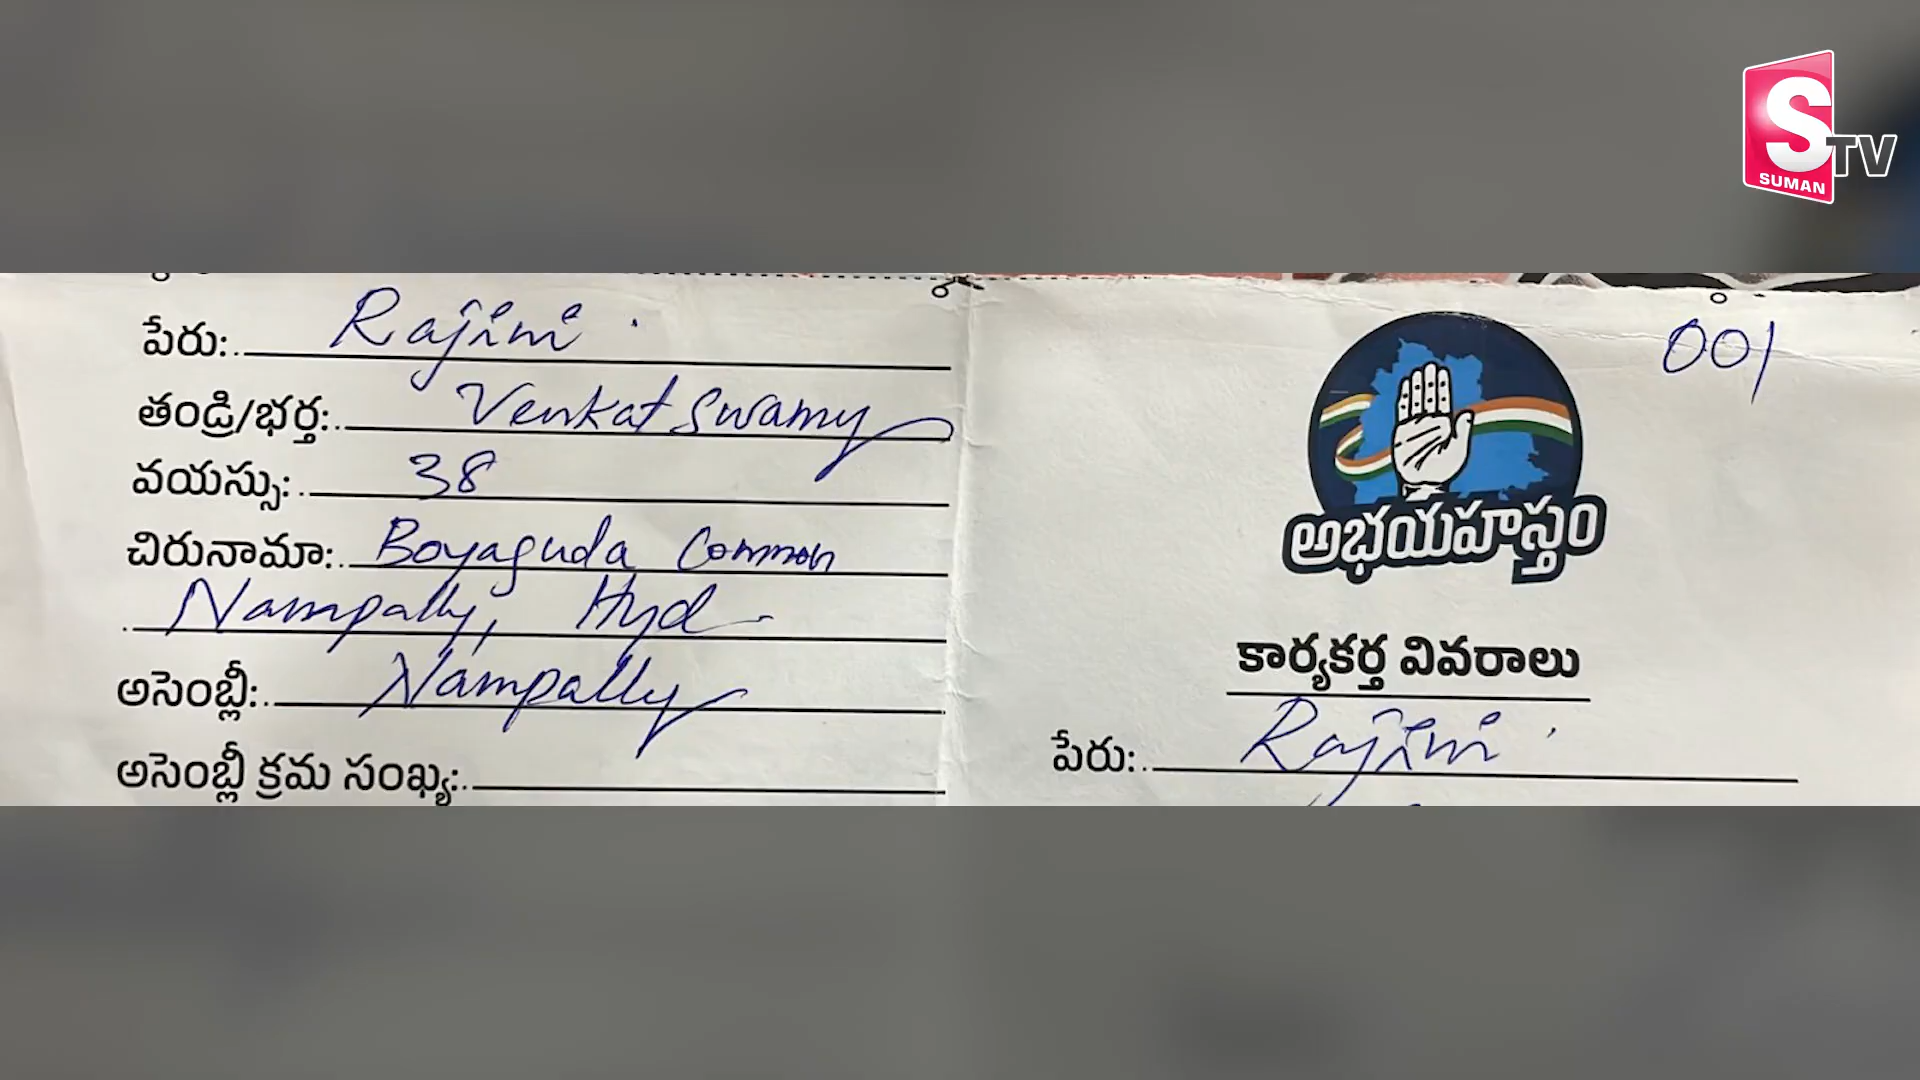 S
TV
SUMAN
పేరు: Rajini
తండ్రి/భర్త: Venkat Swamy
వయస్సు: 38
చిరునామా: Boyaguda Common
Nampally, Hyd
అసెంబ్లీ: Nampally
అసెంబ్లీ క్రమ సంఖ్య:
001
అభయహస్తం
కార్యకర్త వివరాలు
పేరు: Rajini